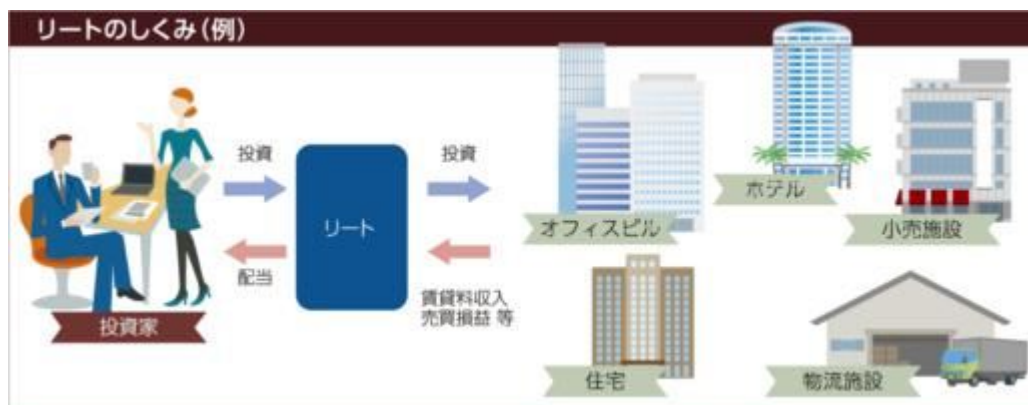 リートのしくみ(例)
投資
投資
リート
配当
賃貸料収入
売買損益 等
投資家
オフィスビル
ホテル
小売施設
住宅
物流施設